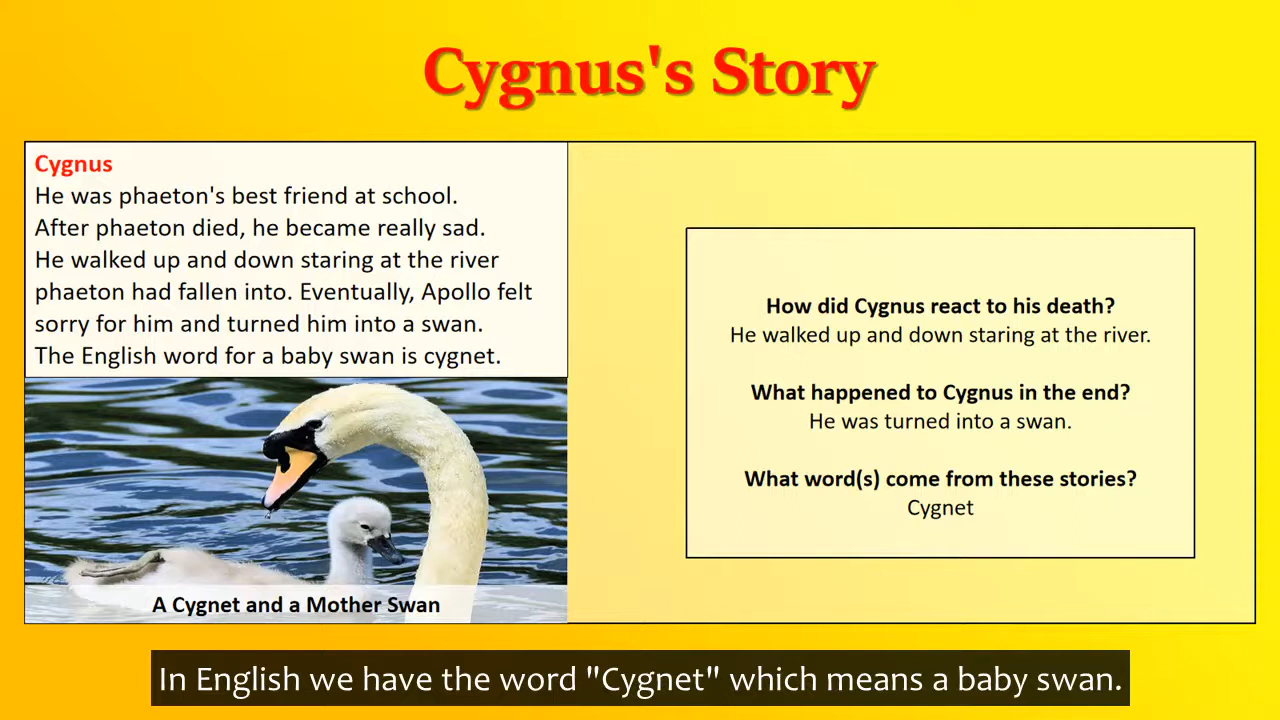 Cygnus's Story
Cygnus
He was phaeton's best friend at school.
After phaeton died, he became really sad.
He walked up and down staring at the river
phaeton had fallen into. Eventually, Apollo felt
sorry for him and turned him into a swan.
The English word for a baby swan is cygnet.
A Cygnet and a Mother Swan
How did Cygnus react to his death?
He walked up and down staring at the river.
What happened to Cygnus in the end?
He was turned into a swan.
What word(s) come from these stories?
Cygnet
In English we have the word "Cygnet" which means a baby swan.